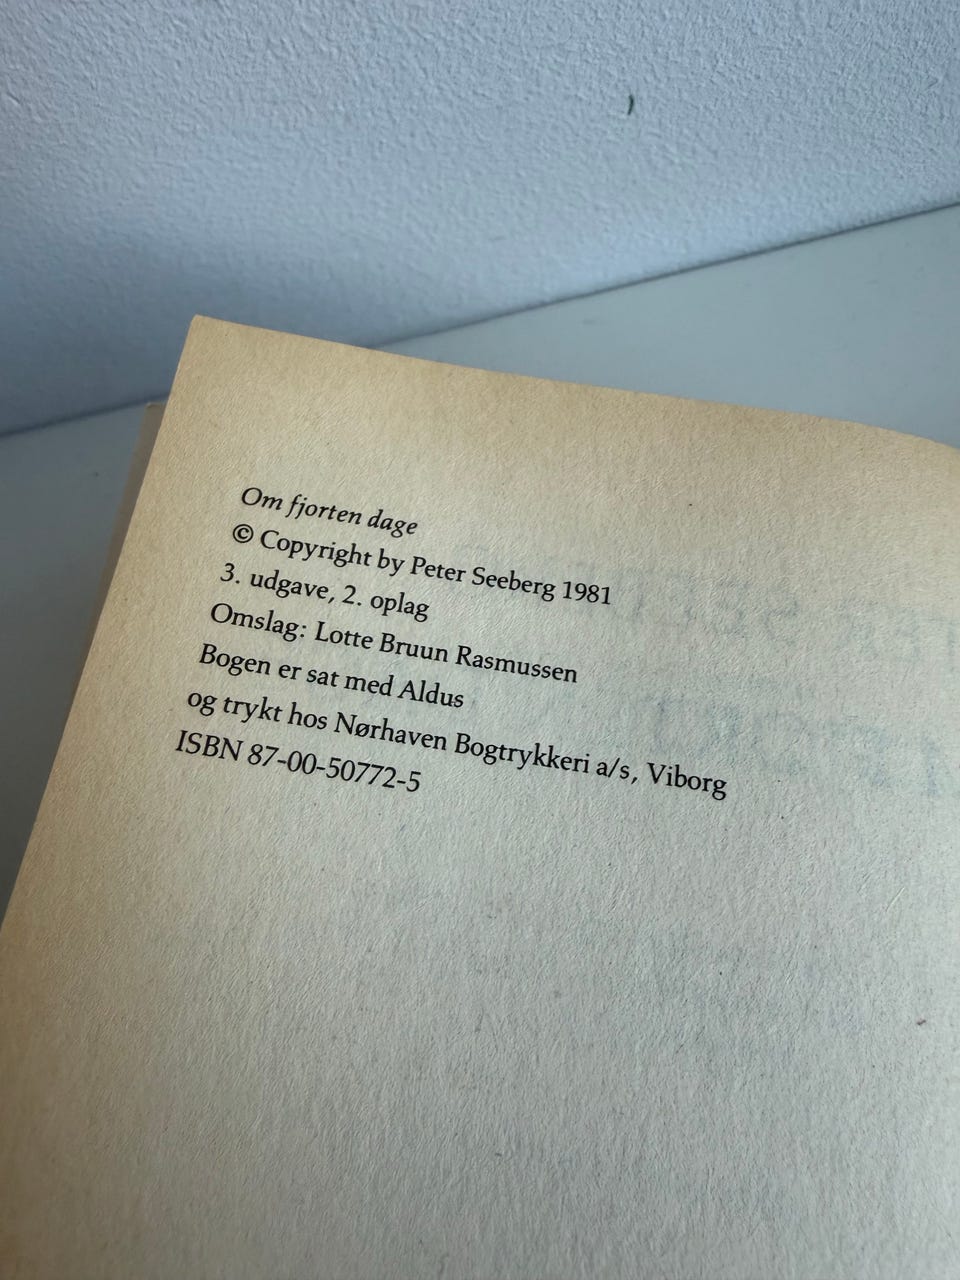 Om fjorten dage
© Copyright by Peter Seeberg 1981
3. udgave, 2. oplag
Omslag: Lotte Bruun Rasmussen
Bogen er sat med Aldus
og trykt hos Nørhaven Bogtrykkeri a/s, Viborg
ISBN 87-00-50772-5